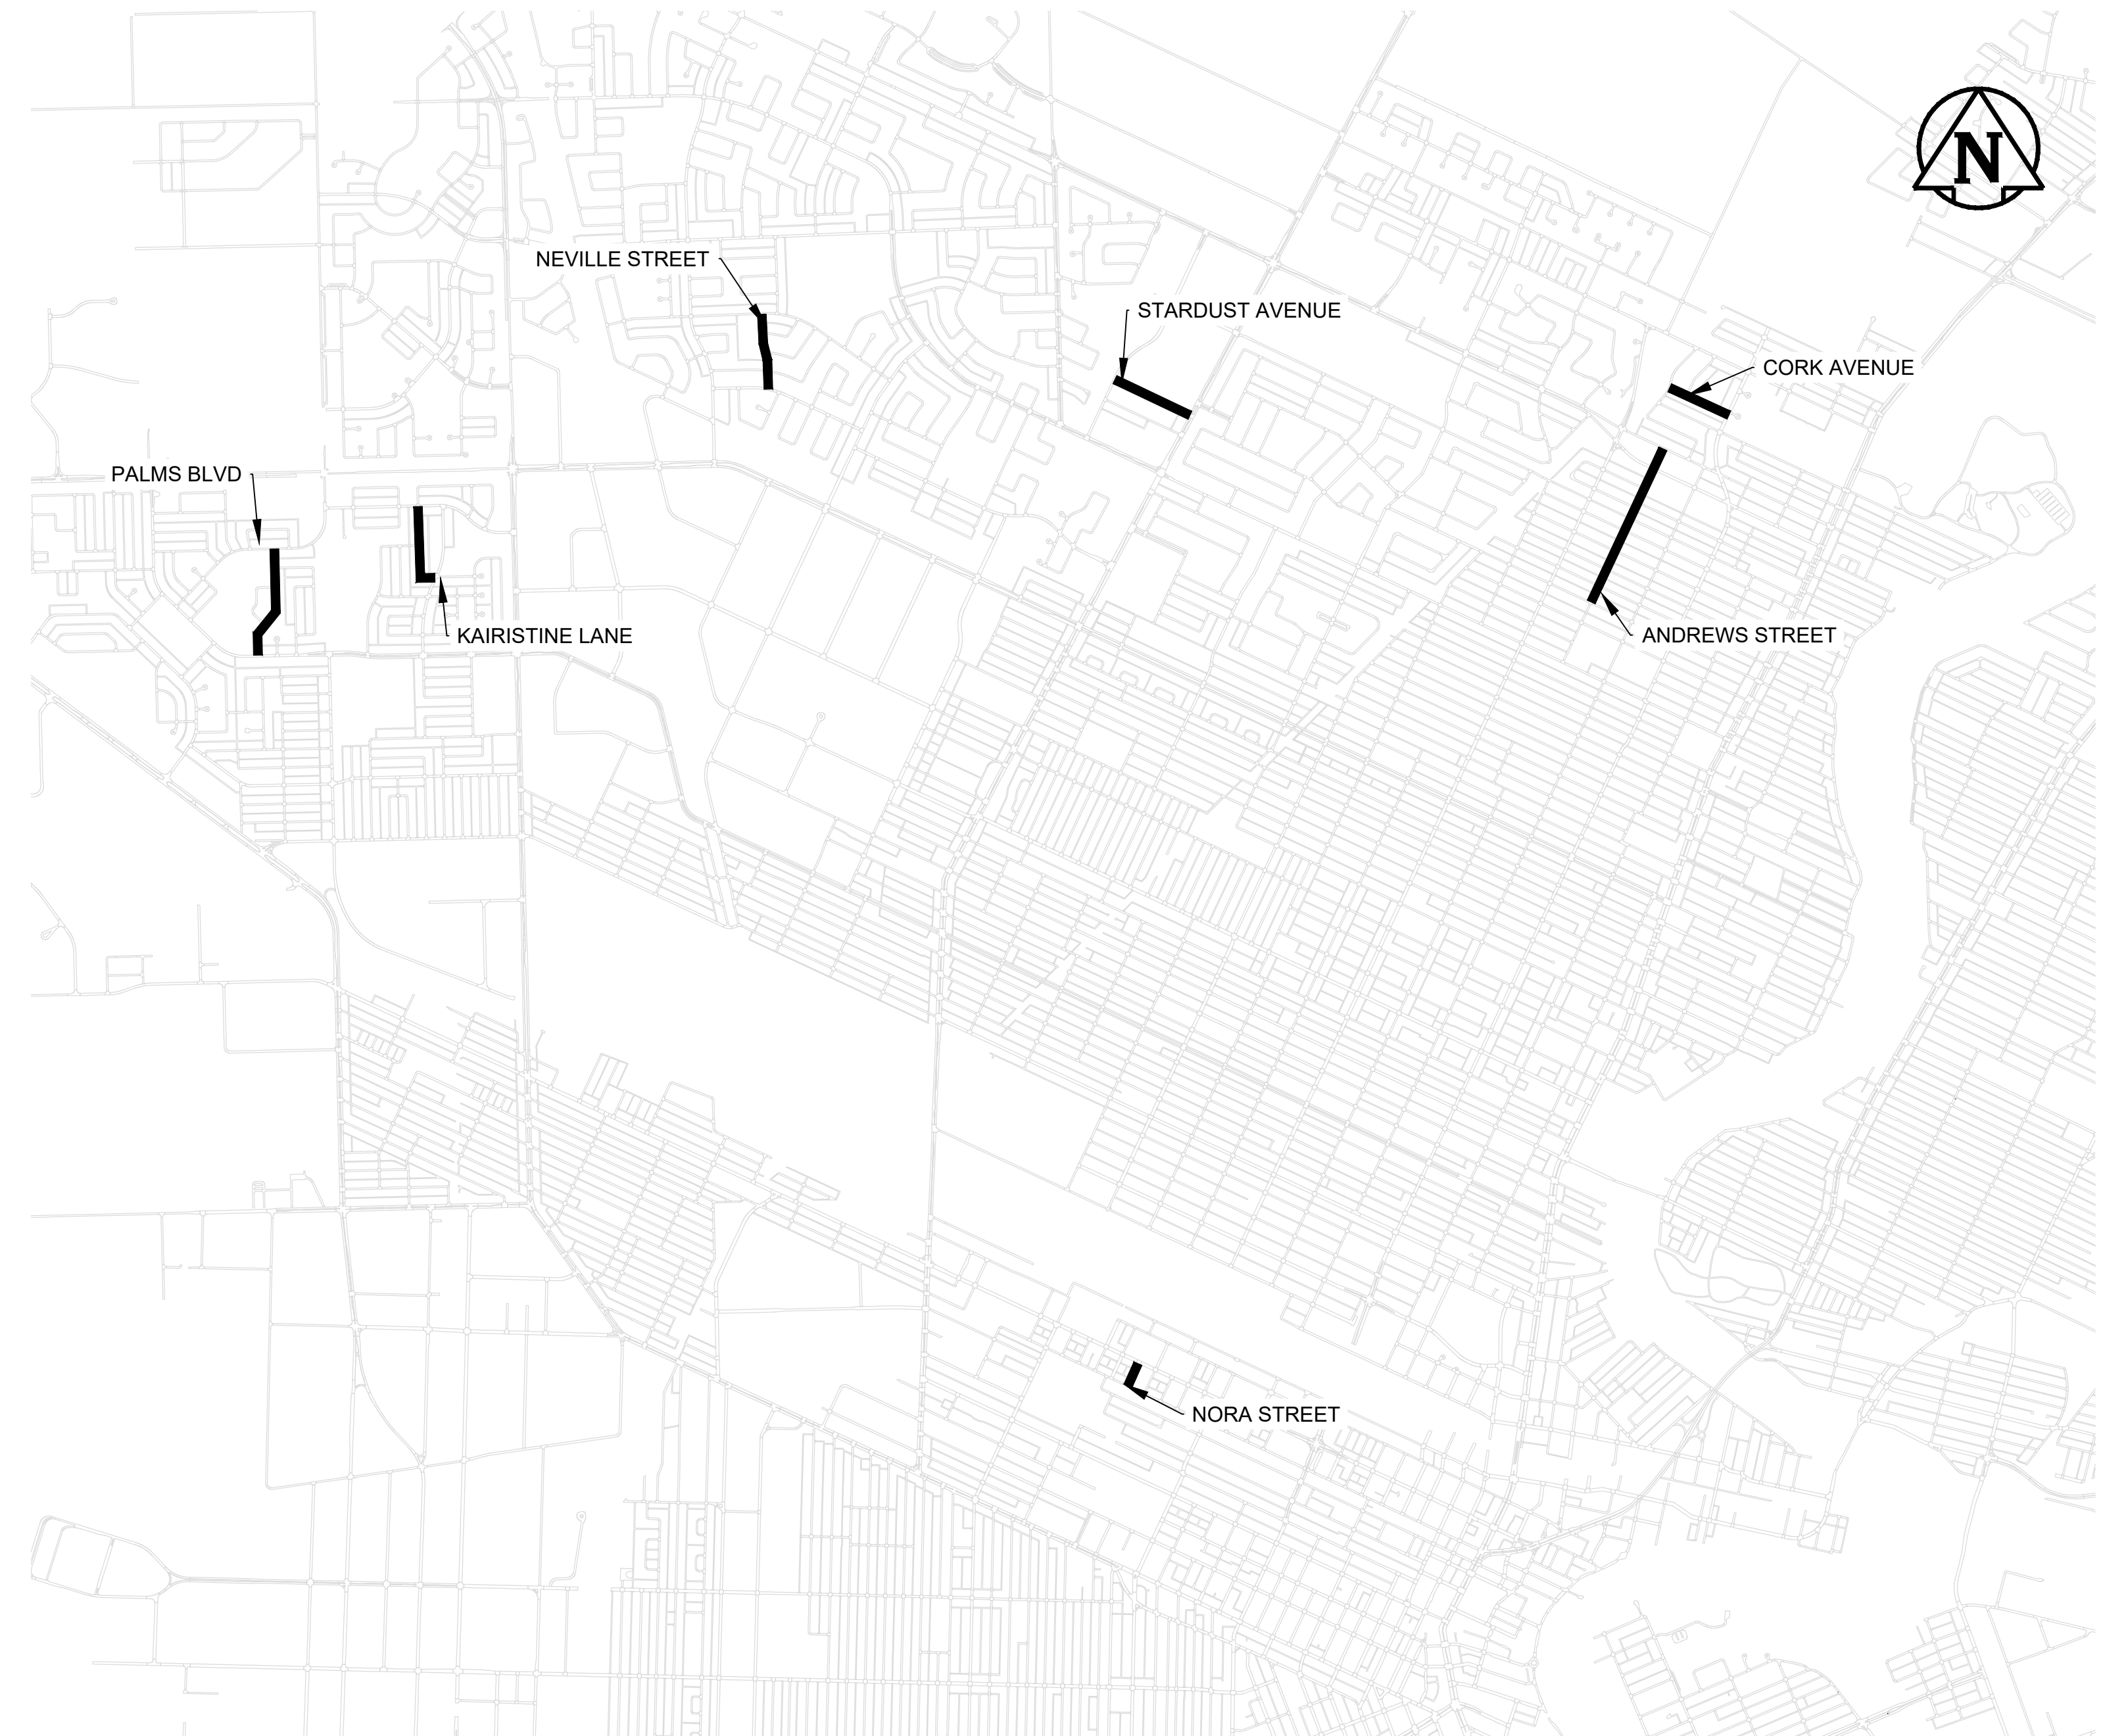 N
NEVILLE STREET
STARDUST AVENUE
CORK AVENUE
PALMS BLVD
KAIRISTINE LANE
ANDREWS STREET
NORA STREET